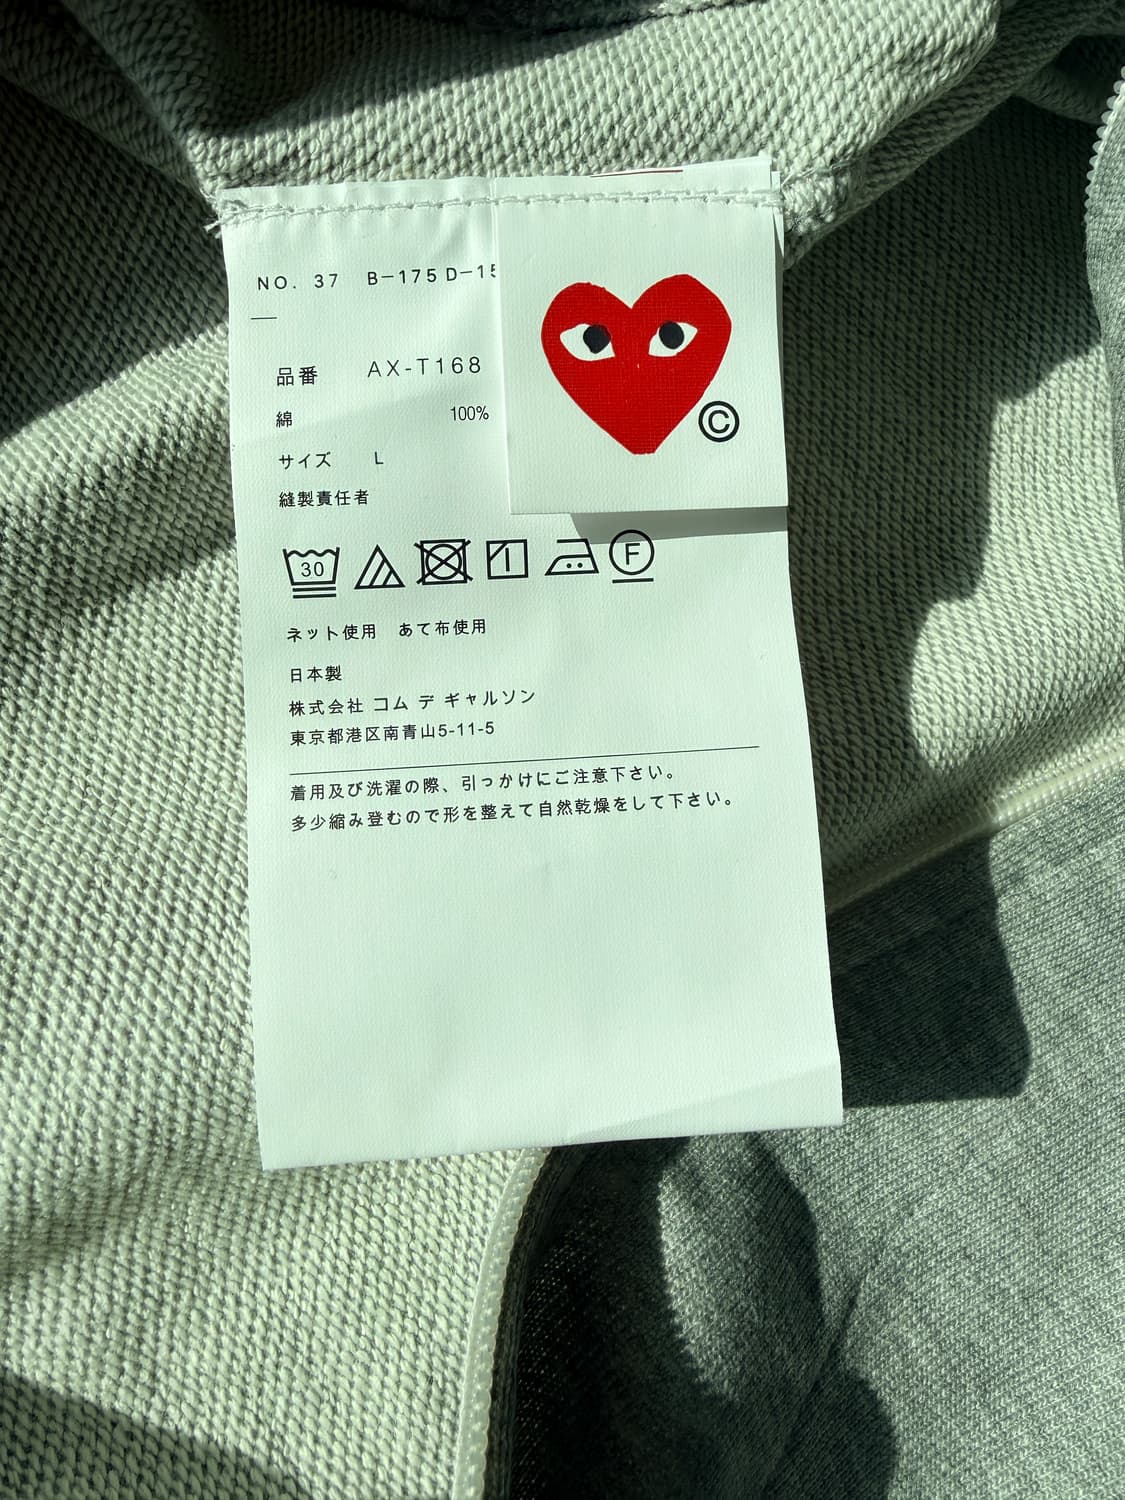 NO. 37 B-175 D-15
品番 AX-T168
綿 100%
サイズ L
縫製責任者
©
30
F
ネット使用 あて布使用
日本製
株式会社 コム デ ギャルソン
東京都港区南青山5-11-5
着用及び洗濯の際、引っかけにご注意下さい。
多少縮み登むので形を整えて自然乾燥をして下さい。